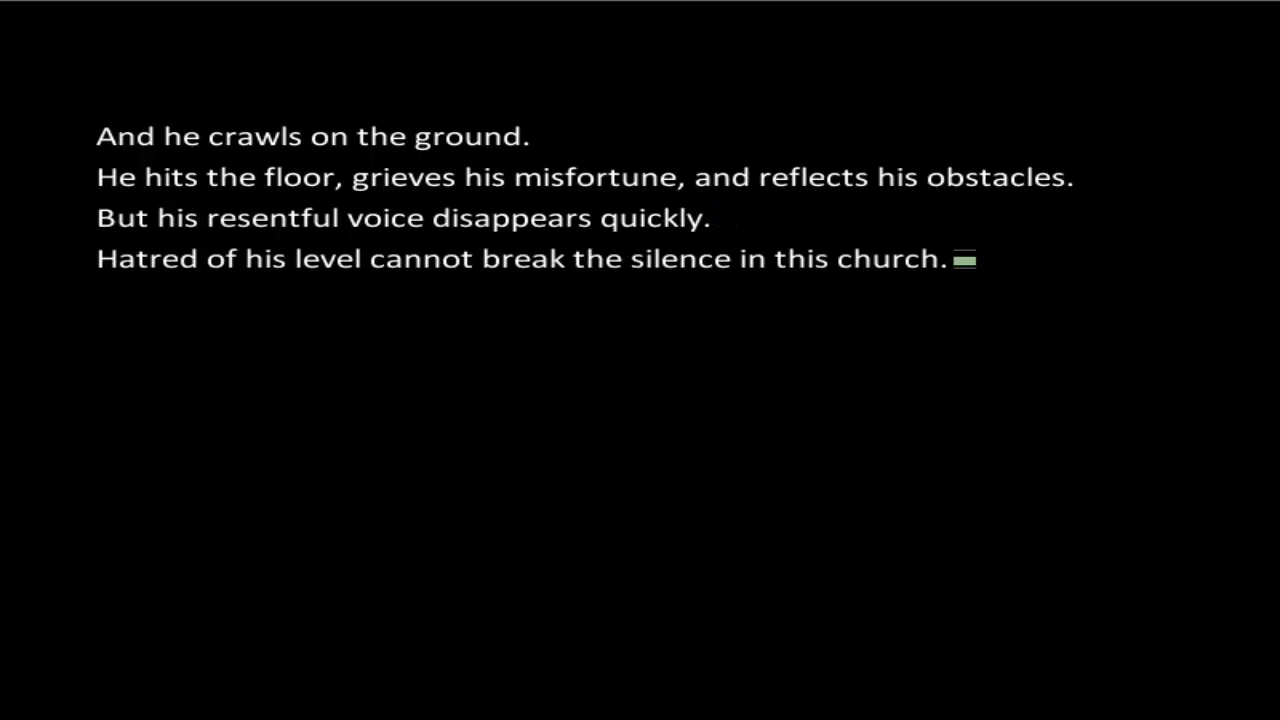 And he crawls on the ground.
He hits the floor, grieves his misfortune, and reflects his obstacles.
But his resentful voice disappears quickly.
Hatred of his level cannot break the silence in this church.